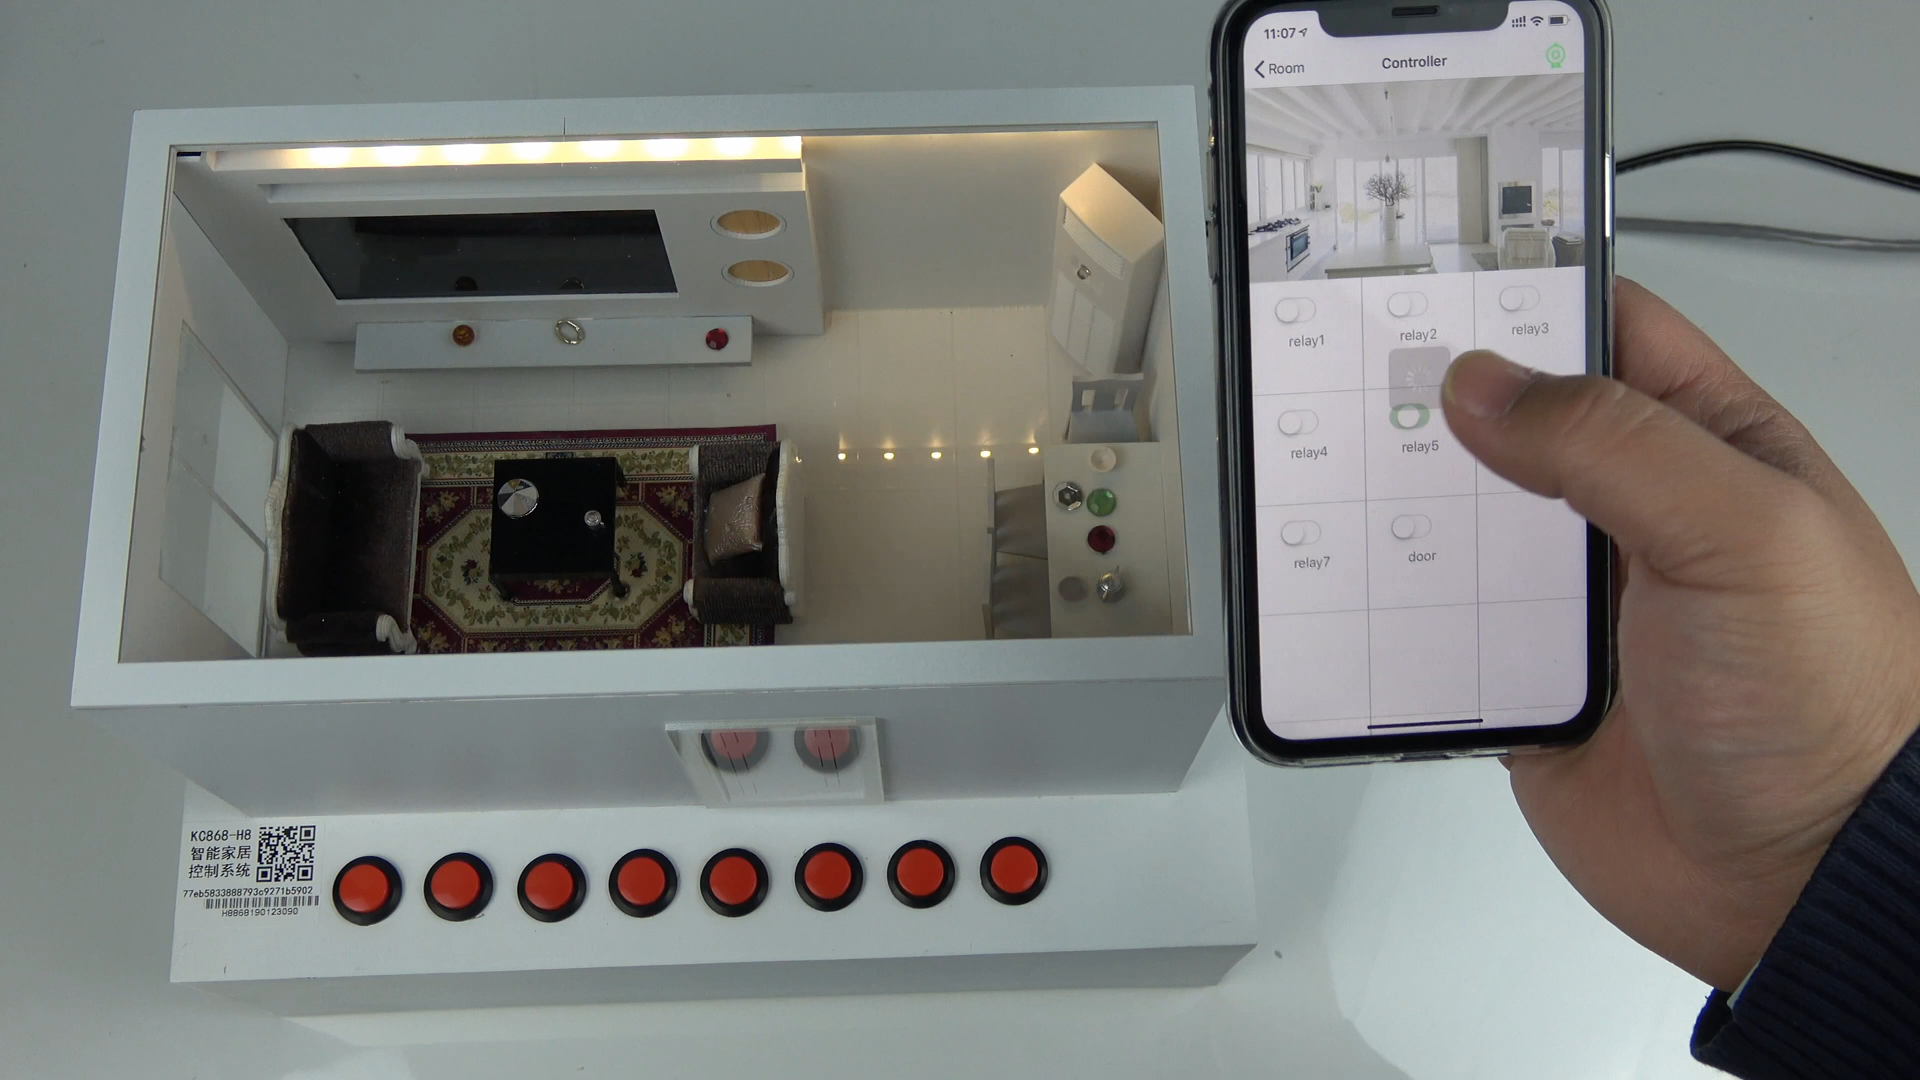 11:07
Room
Controller
relay1
relay2
relay3
relay4
relay5
relay7
door
KC868-H8
智能家居
控制系统
77eb5833888793c9271b5902
H8868190123090